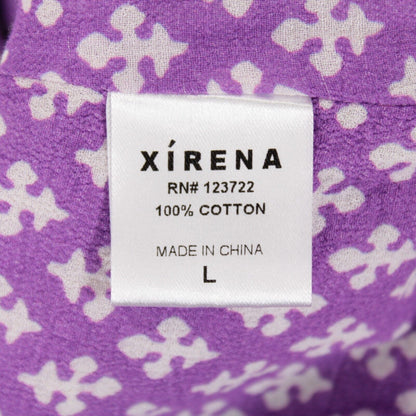 XÍRENA
RN# 123722
100% COTTON
MADE IN CHINA
L